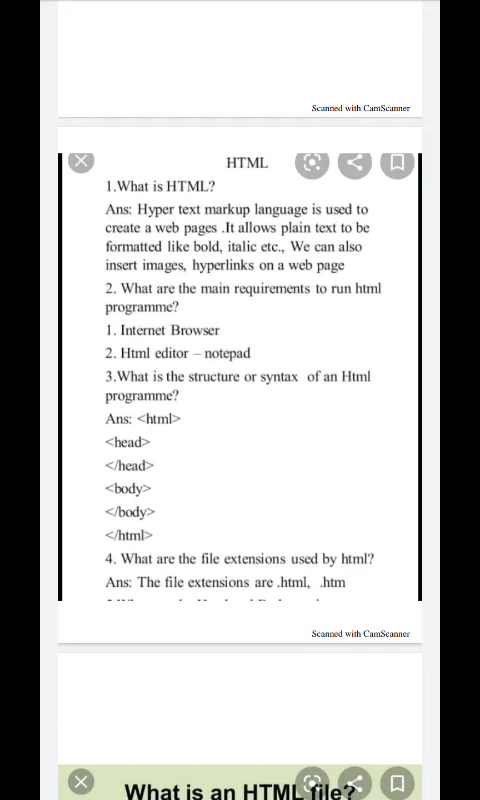 Scanned with CamScanner
HTML
1.What is HTML?
Ans: Hyper text markup language is used to
create a web pages .It allows plain text to be
formatted like bold, italic etc., We can also
insert images, hyperlinks on a web page
2. What are the main requirements to run html
programme?
1. Internet Browser
2. Html editor – notepad
3.What is the structure or syntax of an Html
programme?
Ans: <html>
<head>
</head>
<body>
</body>
</html>
4. What are the file extensions used by html?
Ans: The file extensions are .html, .htm
Scanned with CamScanner
What is an HTML file?